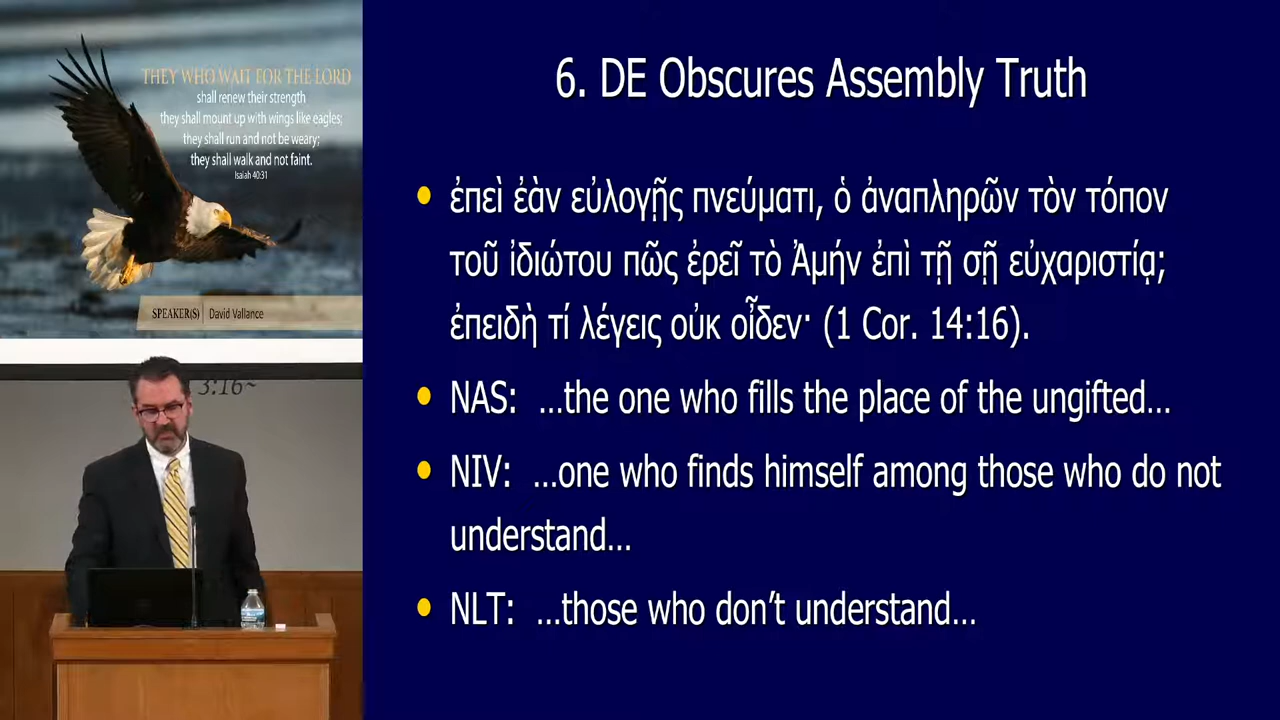 THEY WHO WAIT FOR THE LORD
shall renew their strength
they shall mount up with wings like eagles;
they shall run and not be weary;
they shall walk and not faint.
Isaiah 40:31
SPEAKER(S) David Vallance
3:16~
6. DE Obscures Assembly Truth
• ἐπεὶ ἐὰν εὐλογῇς πνεύματι, ὁ ἀναπληρῶν τὸν τόπον
τοῦ ἰδιώτου πῶς ἐρεῖ τὸ Ἀμήν ἐπὶ τῇ σῇ εὐχαριστίᾳ;
ἐπειδὴ τί λέγεις οὐκ οἶδεν· (1 Cor. 14:16).
• NAS: ...the one who fills the place of the ungifted...
• NIV: ...one who finds himself among those who do not
understand...
• NLT: ...those who don’t understand...